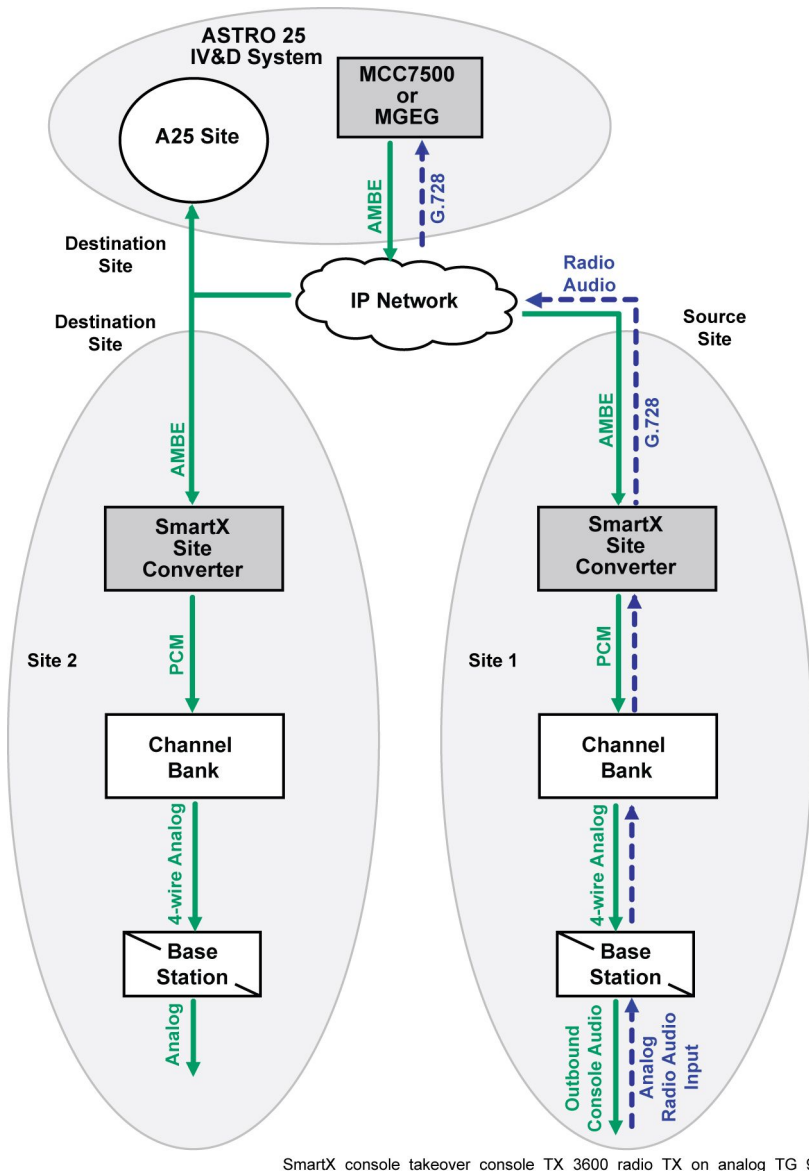 ASTRO 25
IV&D System
MCC7500
or
MGEG
A25 Site
AMBE
G.728
Destination
Site
Radio
Audio
IP Network
Destination
Site
Source
Site
AMBE
AMBE
G.728
SmartX
Site
Converter
SmartX
Site
Converter
PCM
PCM
Site 2
Site 1
Channel
Bank
Channel
Bank
4-wire Analog
4-wire Analog
Base
Station
Base
Station
Analog
Outbound
Console Audio
Analog
Radio Audio
Input
SmartX console takeover console TX 3600 radio TX on analog TG 9